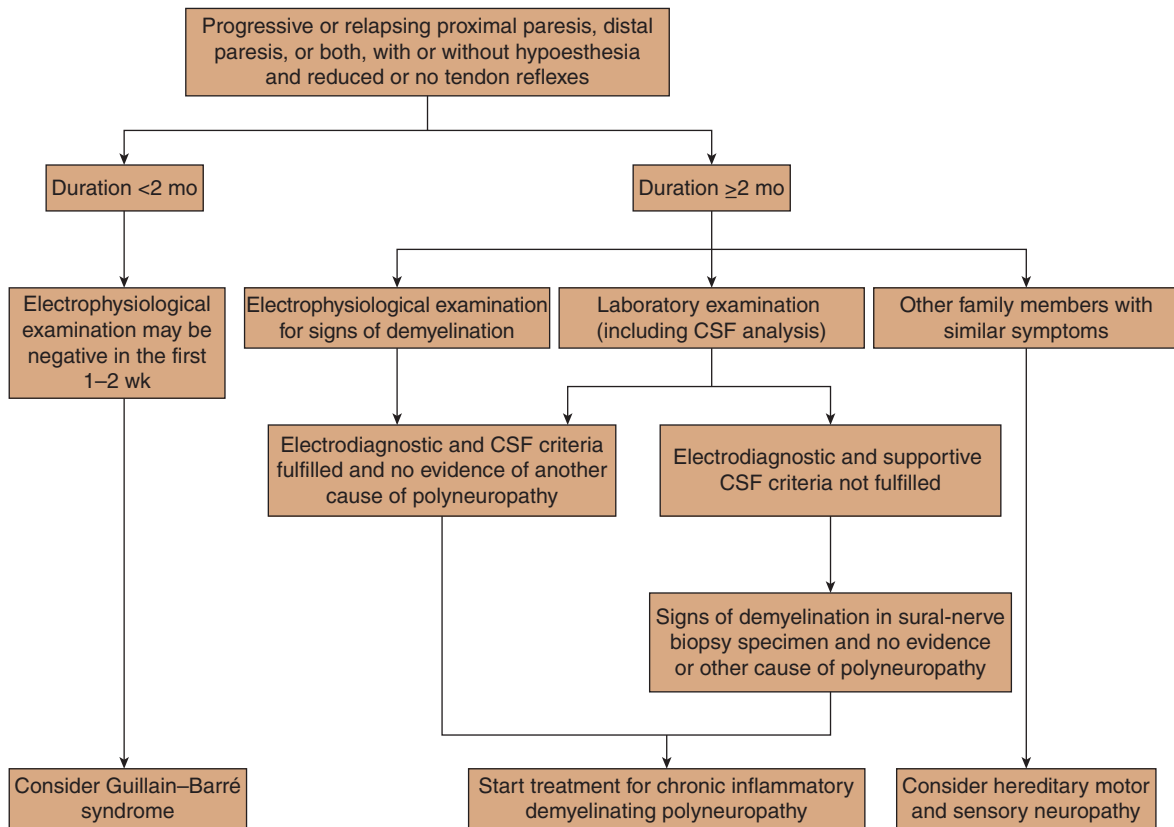 Progressive or relapsing proximal paresis, distal
paresis, or both, with or without hypoesthesia
and reduced or no tendon reflexes
Duration <2 mo
Duration ≥2 mo
Electrophysiological
examination may be
negative in the first
1–2 wk
Electrophysiological examination
for signs of demyelination
Laboratory examination
(including CSF analysis)
Other family members with
similar symptoms
Electrodiagnostic and CSF criteria
fulfilled and no evidence of another
cause of polyneuropathy
Electrodiagnostic and supportive
CSF criteria not fulfilled
Signs of demyelination in sural-nerve
biopsy specimen and no evidence
or other cause of polyneuropathy
Consider Guillain–Barré
syndrome
Start treatment for chronic inflammatory
demyelinating polyneuropathy
Consider hereditary motor
and sensory neuropathy